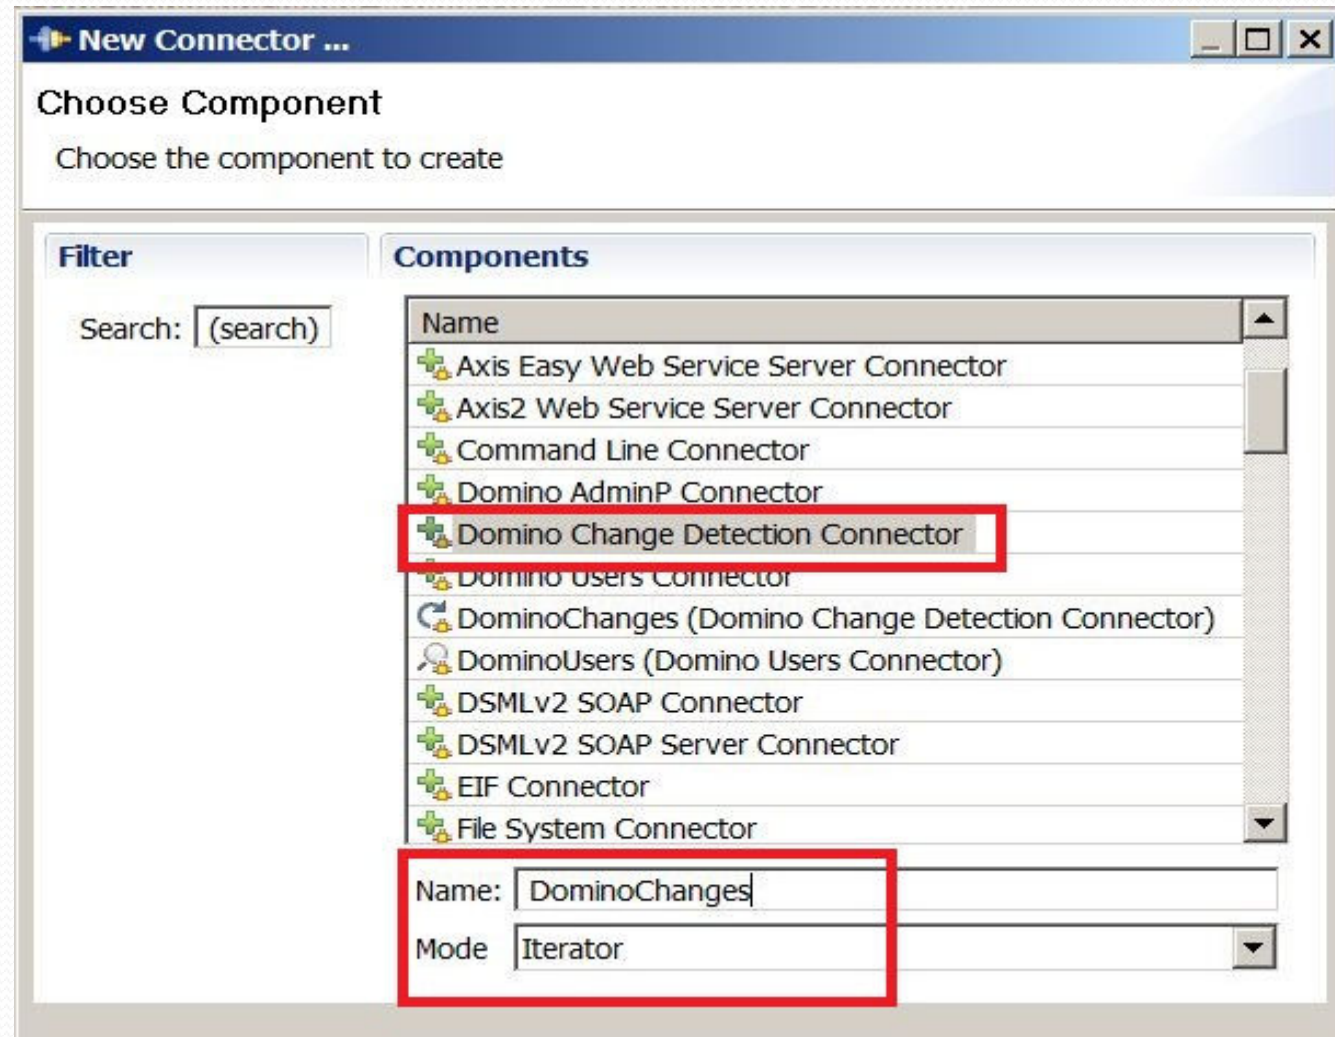 New Connector ...
Choose Component
Choose the component to create
Filter
Components
Search: (search)
Name
Axis Easy Web Service Server Connector
Axis2 Web Service Server Connector
Command Line Connector
Domino AdminP Connector
Domino Change Detection Connector
Domino Users Connector
DominoChanges (Domino Change Detection Connector)
DominoUsers (Domino Users Connector)
DSMLv2 SOAP Connector
DSMLv2 SOAP Server Connector
EIF Connector
File System Connector
Name: DominoChanges
Mode Iterator